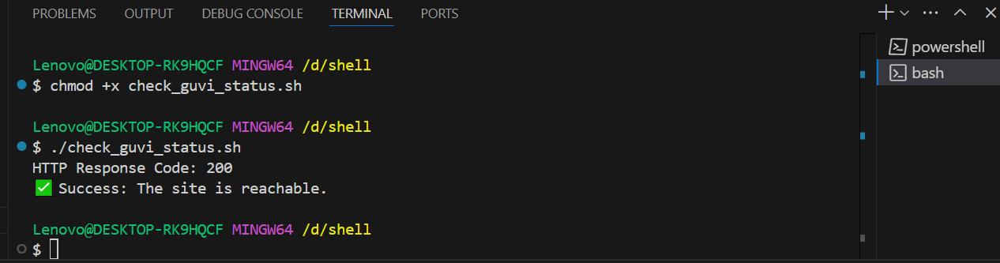 PROBLEMS OUTPUT DEBUG CONSOLE TERMINAL PORTS
powershell
bash
Lenovo@DESKTOP-RK9HQCF MINGW64 /d/shell
$ chmod +x check_guvi_status.sh
Lenovo@DESKTOP-RK9HQCF MINGW64 /d/shell
$ ./check_guvi_status.sh
HTTP Response Code: 200
✅ Success: The site is reachable.
Lenovo@DESKTOP-RK9HQCF MINGW64 /d/shell
$